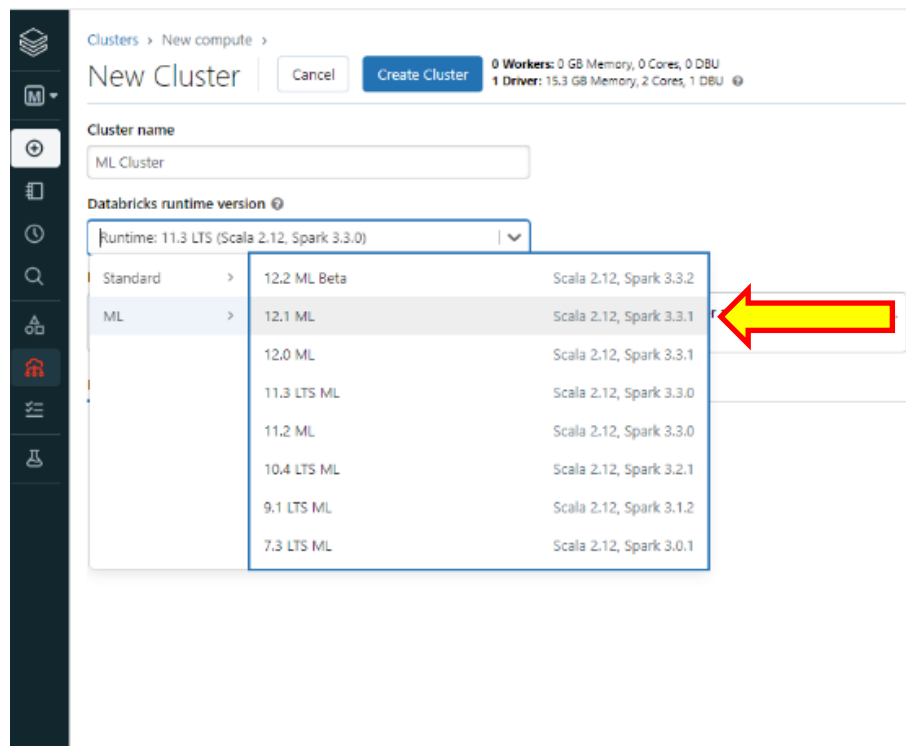 Clusters > New compute >
New Cluster
Cancel
Create Cluster
0 Workers: 0 GB Memory, 0 Cores, 0 DBU
1 Driver: 15.3 GB Memory, 2 Cores, 1 DBU
M
Cluster name
ML Cluster
Databricks runtime version
Runtime: 11.3 LTS (Scala 2.12, Spark 3.3.0)
Standard >
ML >
12.2 ML Beta Scala 2.12, Spark 3.3.2
12.1 ML Scala 2.12, Spark 3.3.1
12.0 ML Scala 2.12, Spark 3.3.1
11.3 LTS ML Scala 2.12, Spark 3.3.0
11.2 ML Scala 2.12, Spark 3.3.0
10.4 LTS ML Scala 2.12, Spark 3.2.1
9.1 LTS ML Scala 2.12, Spark 3.1.2
7.3 LTS ML Scala 2.12, Spark 3.0.1